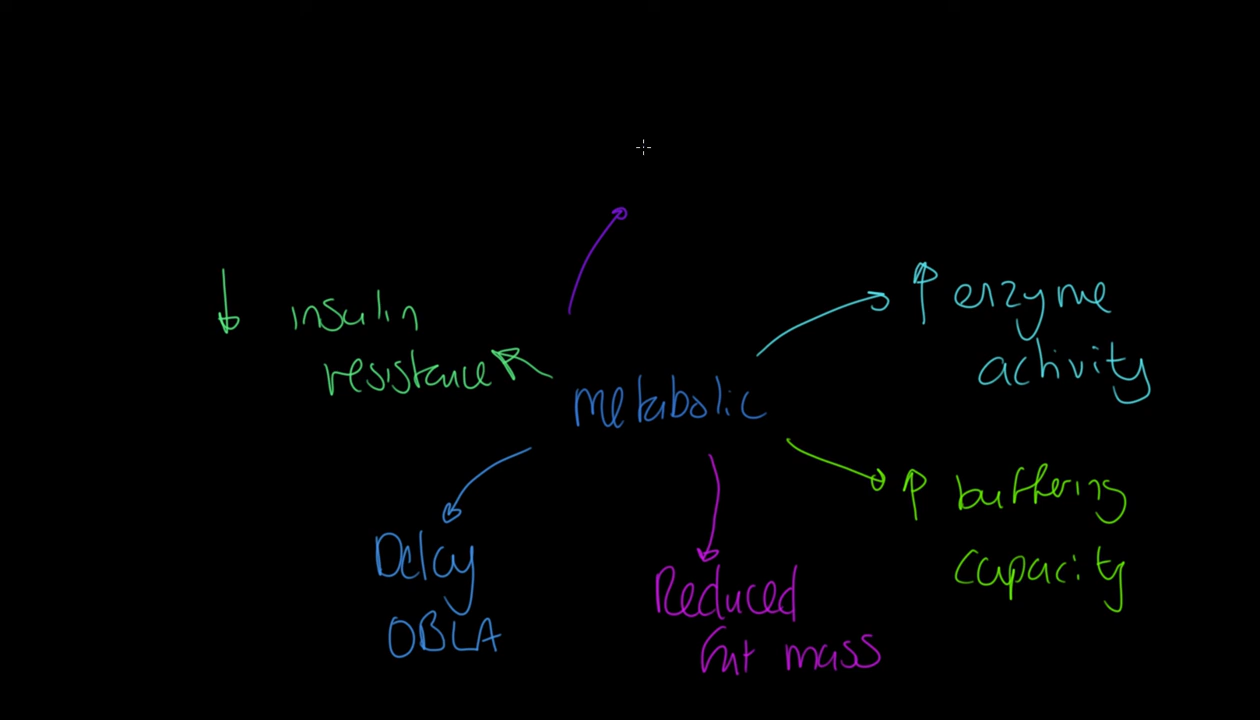 ↓ insulin
resistance
metabolic
↑ enzyme
activity
↑ buffering
capacity
Delay
OBLA
Reduced
fat mass